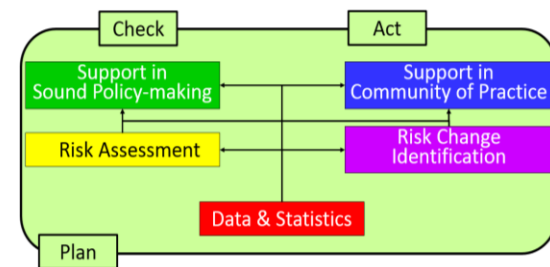 Check
Act
Support in
Sound Policy-making
Support in
Community of Practice
Risk Assessment
Risk Change
Identification
Data & Statistics
Plan